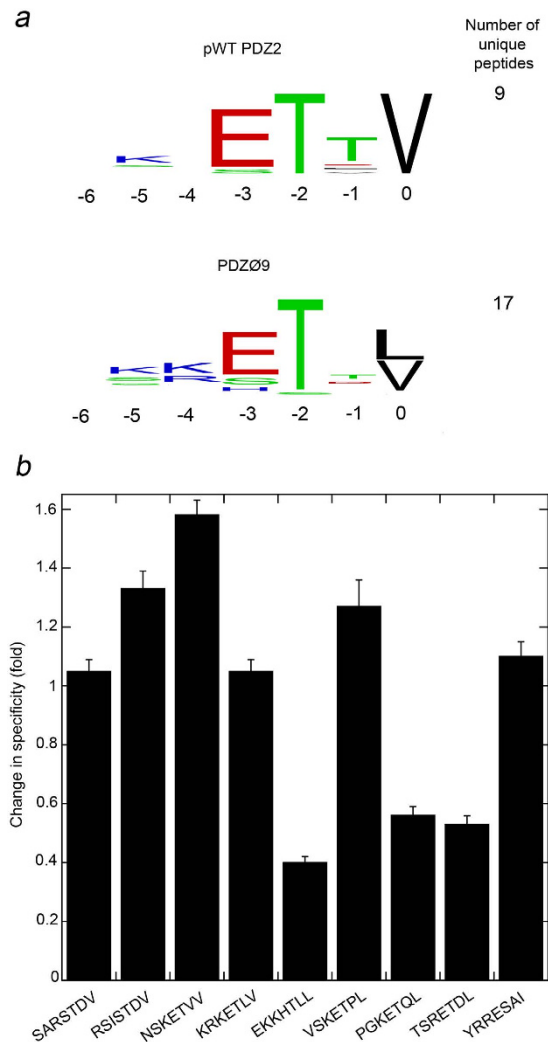 a
Number of
unique
peptides
pWT PDZ2
9
K E T T V
-6 -5 -4 -3 -2 -1 0
PDZØ9
17
K K E T T L
S R S V
H
-6 -5 -4 -3 -2 -1 0
b
Change in specificity (fold)
1.6
1.4
1.2
1
0.8
0.6
0.4
0.2
0
SARSTDV RSISTDV NSKETVV KRKETLV EKKHTLL VSKETPL PGKETQL TSRETDL YRRESAI